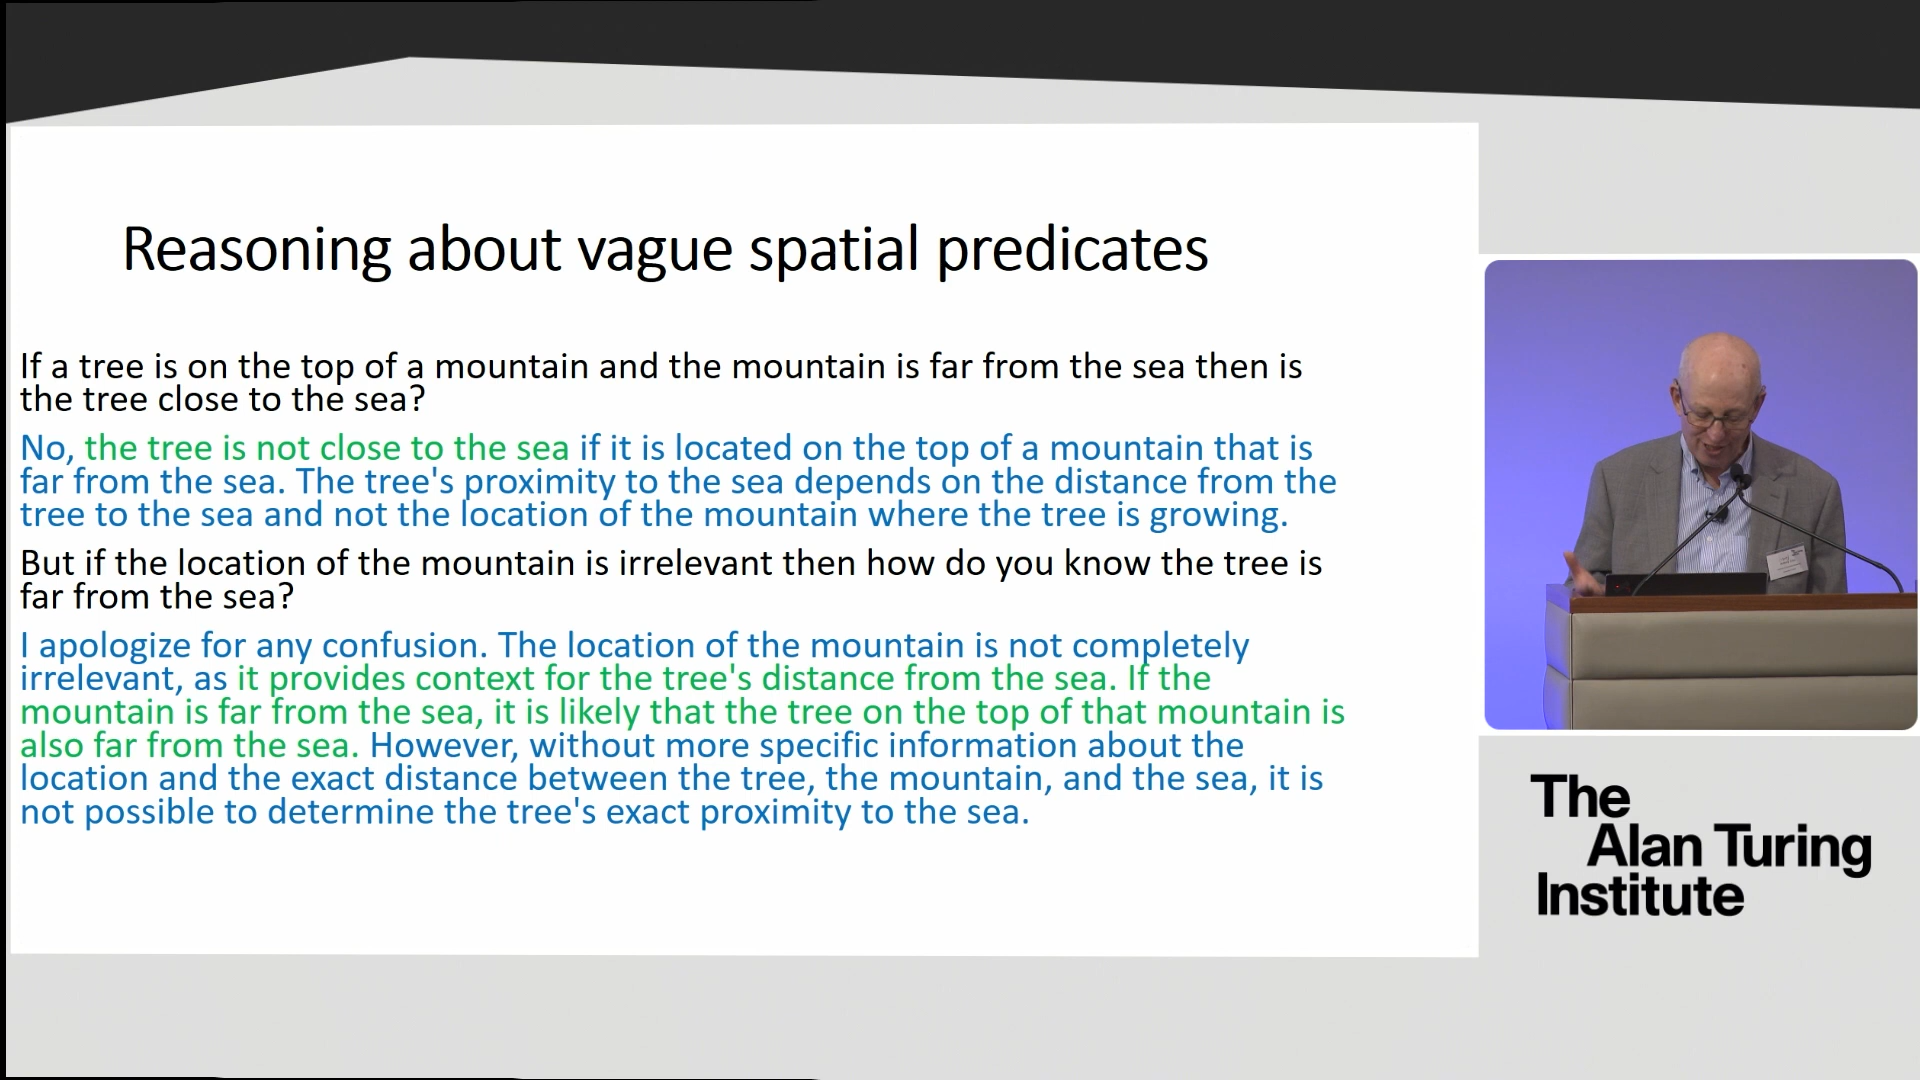 Reasoning about vague spatial predicates
If a tree is on the top of a mountain and the mountain is far from the sea then is
the tree close to the sea?
No, the tree is not close to the sea if it is located on the top of a mountain that is
far from the sea. The tree's proximity to the sea depends on the distance from the
tree to the sea and not the location of the mountain where the tree is growing.
But if the location of the mountain is irrelevant then how do you know the tree is
far from the sea?
I apologize for any confusion. The location of the mountain is not completely
irrelevant, as it provides context for the tree's distance from the sea. If the
mountain is far from the sea, it is likely that the tree on the top of that mountain is
also far from the sea. However, without more specific information about the
location and the exact distance between the tree, the mountain, and the sea, it is
not possible to determine the tree's exact proximity to the sea.
The
Alan Turing
Institute